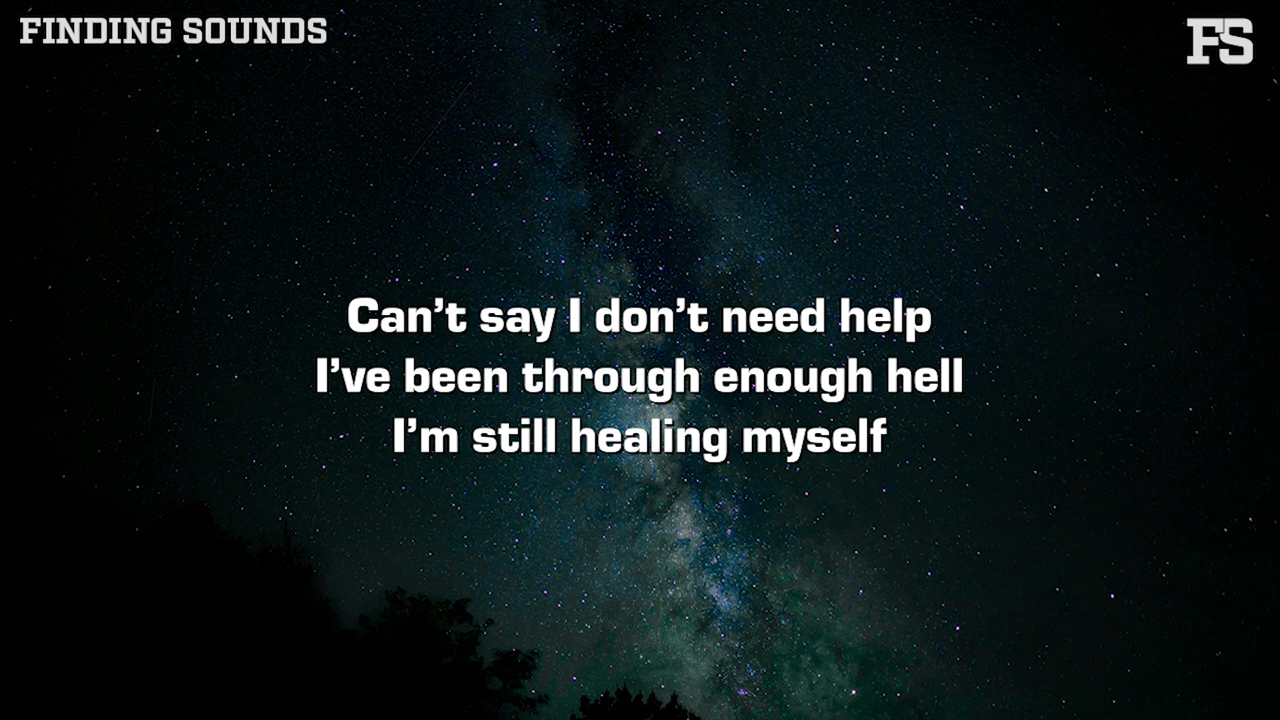 FINDING SOUNDS
FS
Can’t say I don’t need help
I’ve been through enough hell
I’m still healing myself